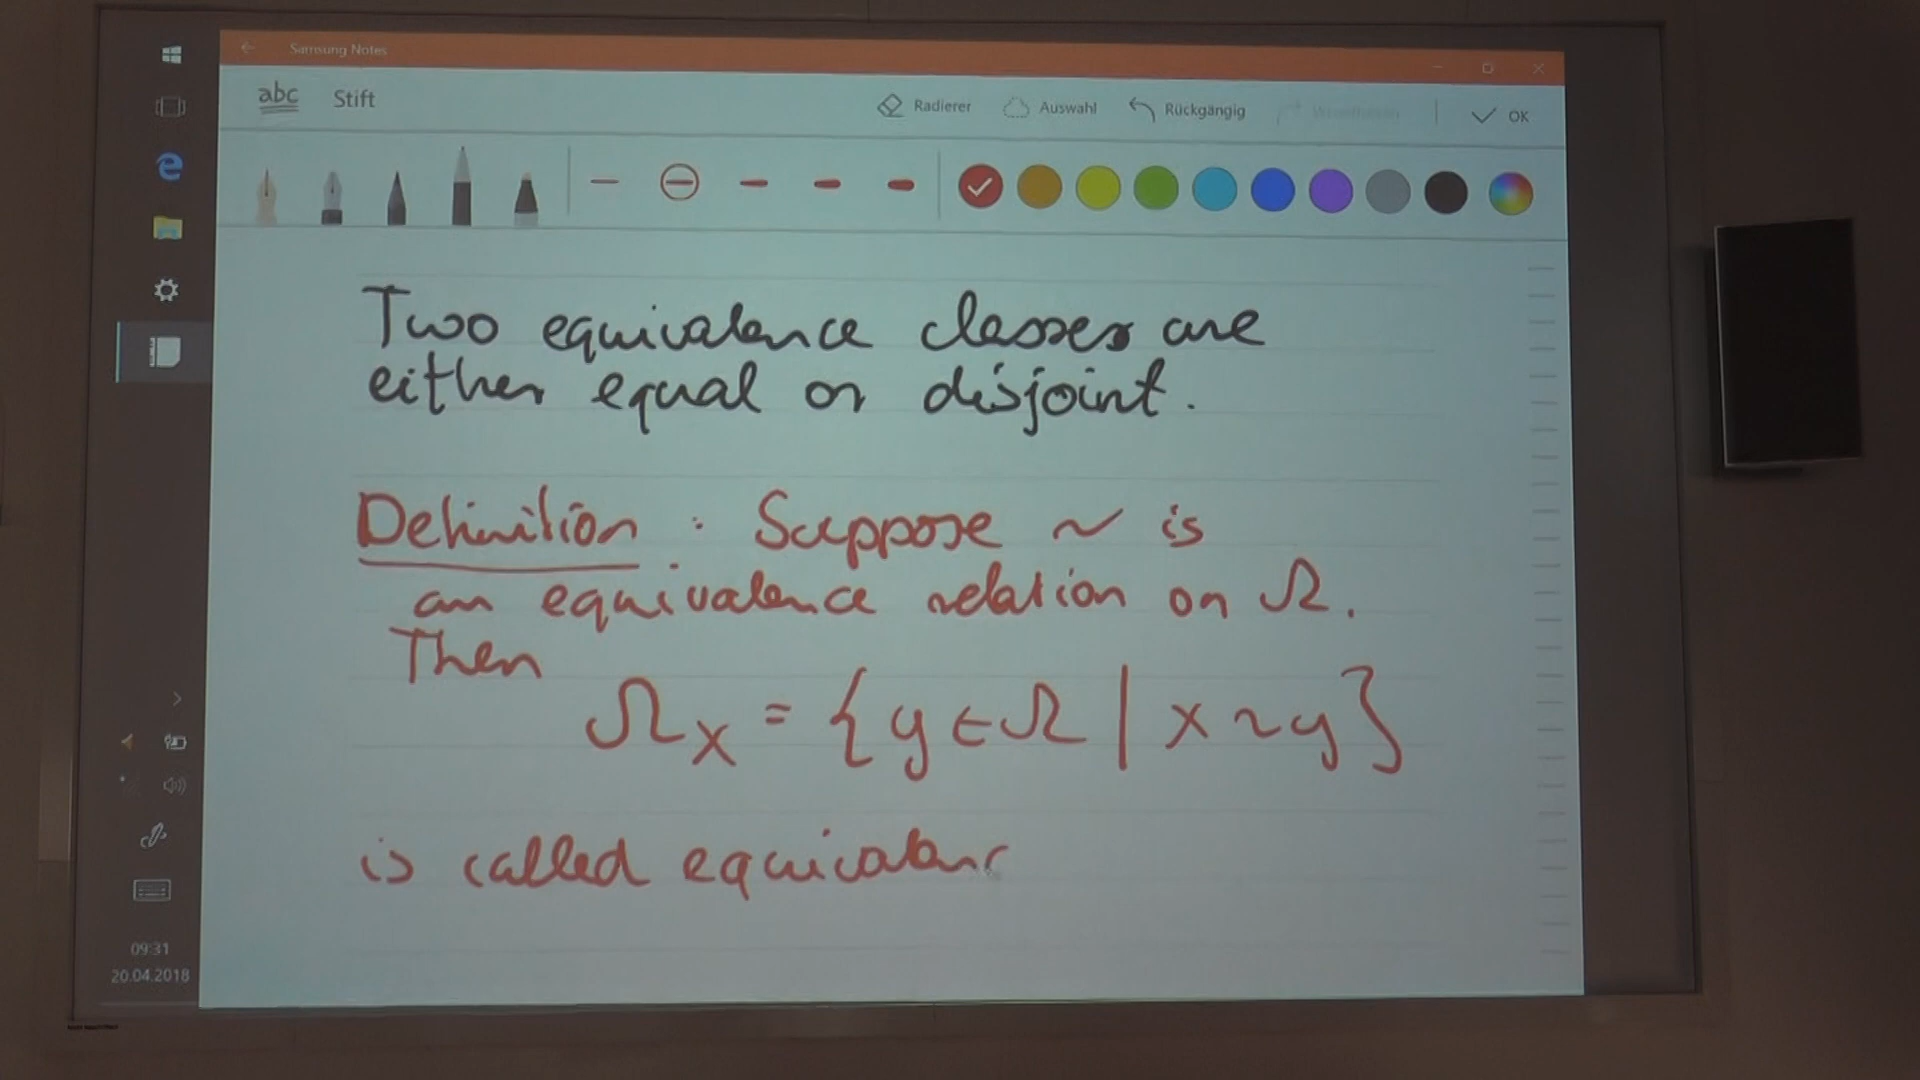 Samsung Notes
abc Stift Radierer Auswahl Rückgängig OK
Two equivalence classes are
either equal or disjoint.
Definition : Suppose ~ is
an equivalence relation on Ω.
Then
Ωx = {y ∈ Ω | x ~ y}
is called equivalenc
09:31
20.04.2018